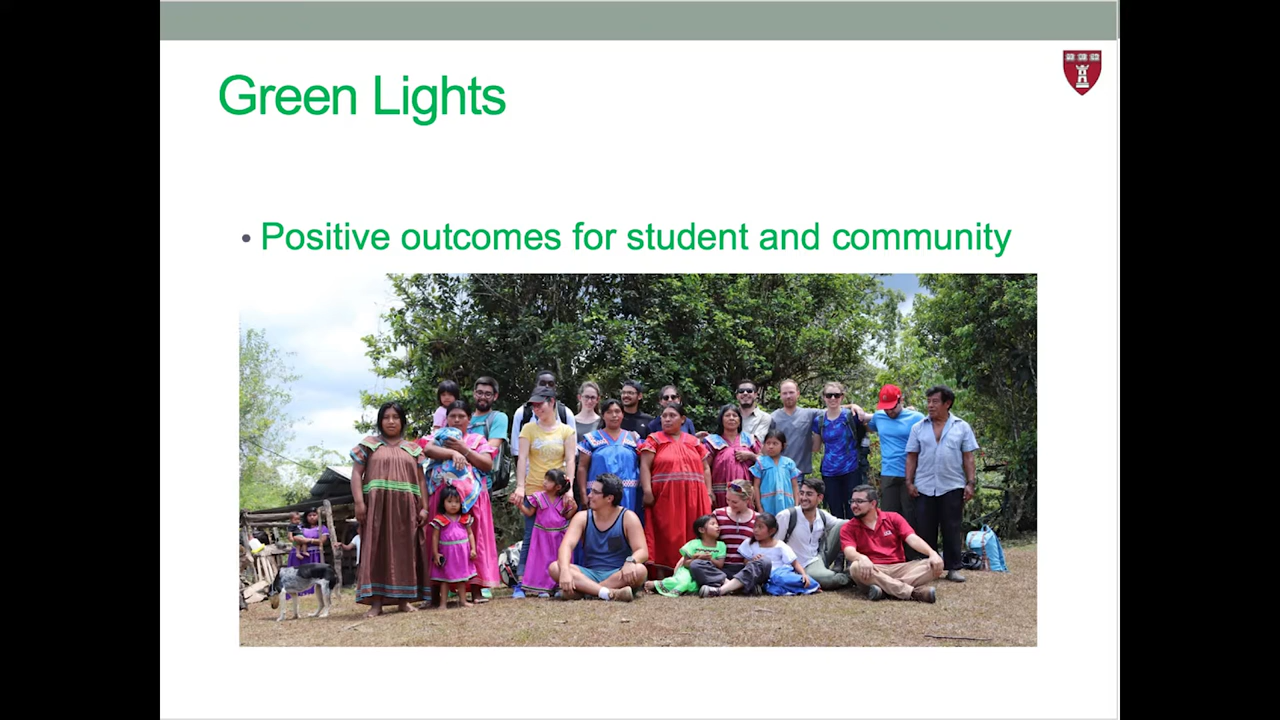 Green Lights
• Positive outcomes for student and community